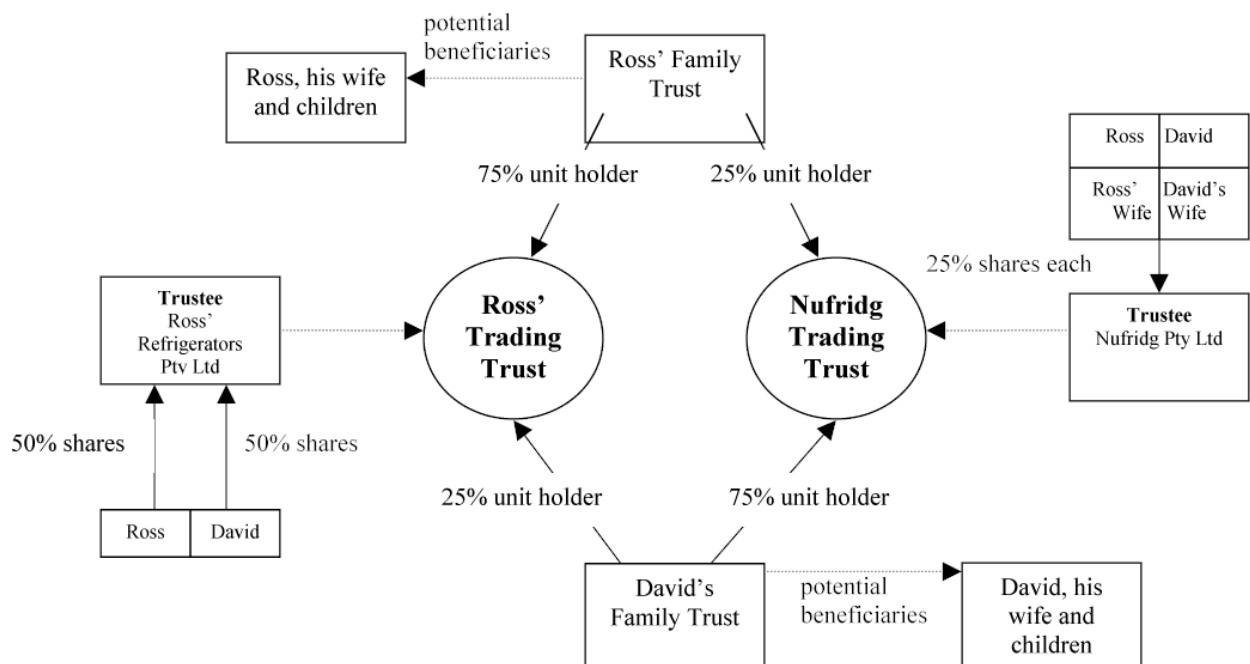 potential
beneficiaries
Ross, his wife
and children
Ross’ Family
Trust
75% unit holder
25% unit holder
Ross
David
Ross’
Wife
David’s
Wife
25% shares each
Trustee
Ross’
Refrigerators
Ptv Ltd
Ross’
Trading
Trust
Nufridg
Trading
Trust
Trustee
Nufridg Pty Ltd
50% shares
50% shares
Ross
David
25% unit holder
75% unit holder
David’s
Family Trust
potential
beneficiaries
David, his
wife and
children